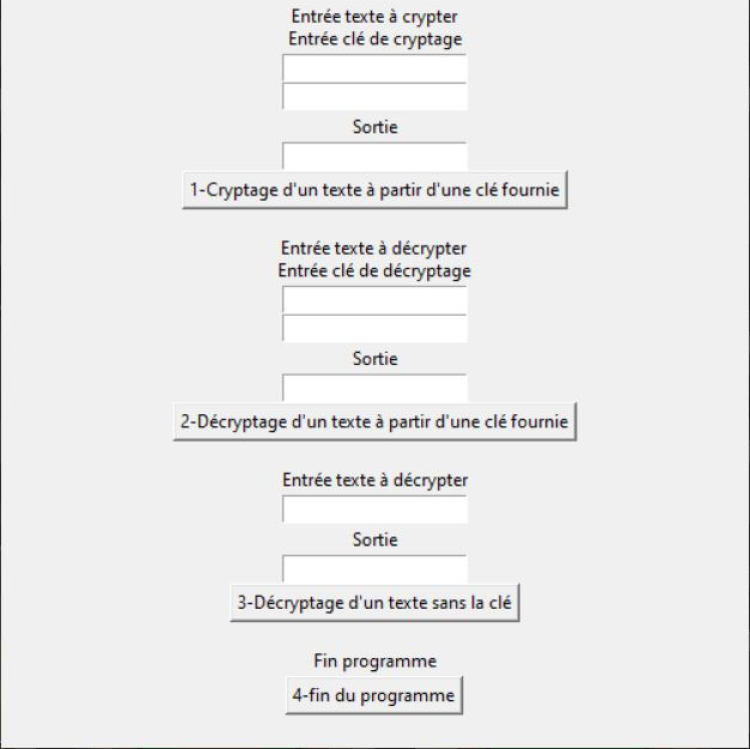 Entrée texte à crypter
Entrée clé de cryptage
Sortie
1-Cryptage d'un texte à partir d'une clé fournie
Entrée texte à décrypter
Entrée clé de décryptage
Sortie
2-Décryptage d'un texte à partir d'une clé fournie
Entrée texte à décrypter
Sortie
3-Décryptage d'un texte sans la clé
Fin programme
4-fin du programme